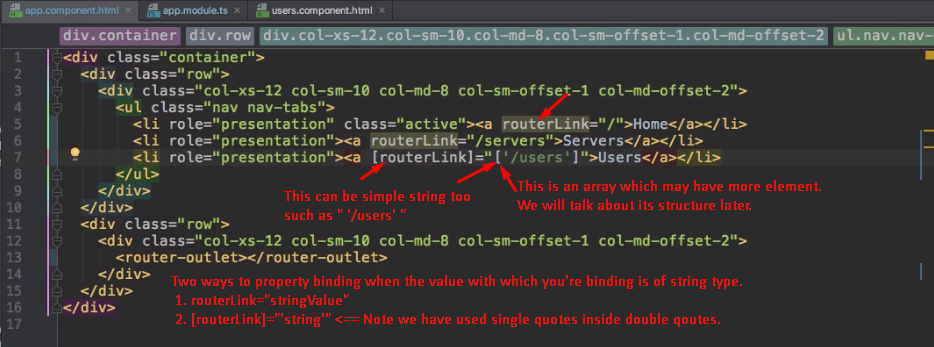 app.component.html × app.module.ts × users.component.html ×
div.container div.row div.col-xs-12.col-sm-10.col-md-8.col-sm-offset-1.col-md-offset-2 ul.nav.nav-
1 <div class="container">
2 <div class="row">
3 <div class="col-xs-12 col-sm-10 col-md-8 col-sm-offset-1 col-md-offset-2">
4 <ul class="nav nav-tabs">
5 <li role="presentation" class="active"><a routerLink="/">Home</a></li>
6 <li role="presentation"><a routerLink="/servers">Servers</a></li>
7 <li role="presentation"><a [routerLink]="['/users']">Users</a></li>
8 </ul>
This can be simple string too
such as " '/users' "
This is an array which may have more element.
We will talk about its structure later.
9 </div>
10 </div>
11 <div class="row">
12 <div class="col-xs-12 col-sm-10 col-md-8 col-sm-offset-1 col-md-offset-2">
13 <router-outlet></router-outlet>
14 </div>
15 </div>
16 </div>
17
Two ways to property binding when the value with which you're binding is of string type.
1. routerLink="stringValue"
2. [routerLink]="'string'" <== Note we have used single quotes inside double qoutes.